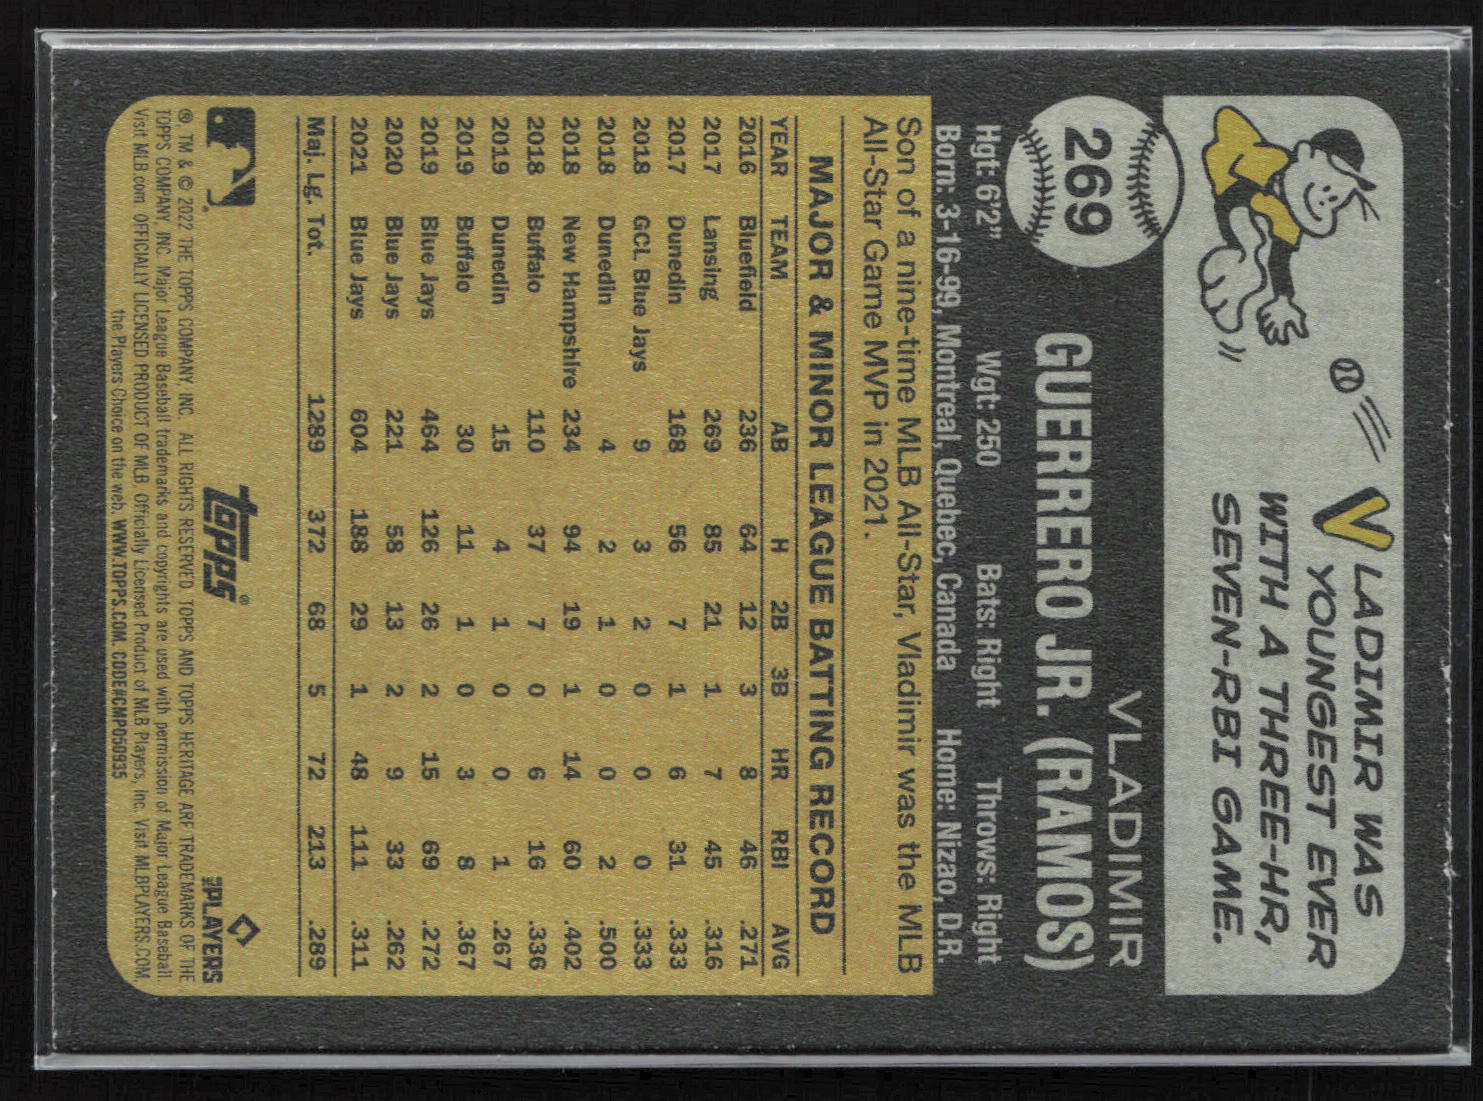 VLADIMIR WAS
YOUNGEST EVER
WITH A THREE-HR,
SEVEN-RBI GAME.
269
VLADIMIR
GUERRERO JR. (RAMOS)
Hgt: 6'2" Wgt: 250 Bats: Right Throws: Right
Born: 3-16-99, Montreal, Quebec, Canada Home: Nizao, D.R.
Son of a nine-time MLB All-Star, Vladimir was the MLB
All-Star Game MVP in 2021.
MAJOR & MINOR LEAGUE BATTING RECORD
YEAR TEAM AB H 2B 3B HR RBI AVG
2016 Bluefield 236 64 12 3 8 46 .271
2017 Lansing 269 85 21 1 7 45 .316
2017 Dunedin 168 56 7 1 6 31 .333
2018 GCL Blue Jays 9 3 2 0 0 0 .333
2018 Dunedin 4 2 1 0 0 2 .500
2018 New Hampshire 234 94 19 1 14 60 .402
2018 Buffalo 110 37 7 0 6 16 .336
2019 Dunedin 15 4 1 0 0 1 .267
2019 Buffalo 30 11 1 0 3 8 .367
2019 Blue Jays 464 126 26 2 15 69 .272
2020 Blue Jays 221 58 13 2 9 33 .262
2021 Blue Jays 604 188 29 1 48 111 .311
Maj. Lg. Tot. 1289 372 68 5 72 213 .289
topps®
MLB PLAYERS
®, TM & © 2022 THE TOPPS COMPANY, INC. ALL RIGHTS RESERVED. TOPPS AND TOPPS HERITAGE ARE TRADEMARKS OF THE
TOPPS COMPANY, INC. Major League Baseball trademarks and copyrights are used with permission of Major League Baseball.
Visit MLB.com. OFFICIALLY LICENSED PRODUCT OF MLB Players, Inc. Officially Licensed Product of MLB Players, Inc. Visit MLBPLAYERS.COM,
the Players Choice on the web. WWW.TOPPS.COM. CODE#CMP050935